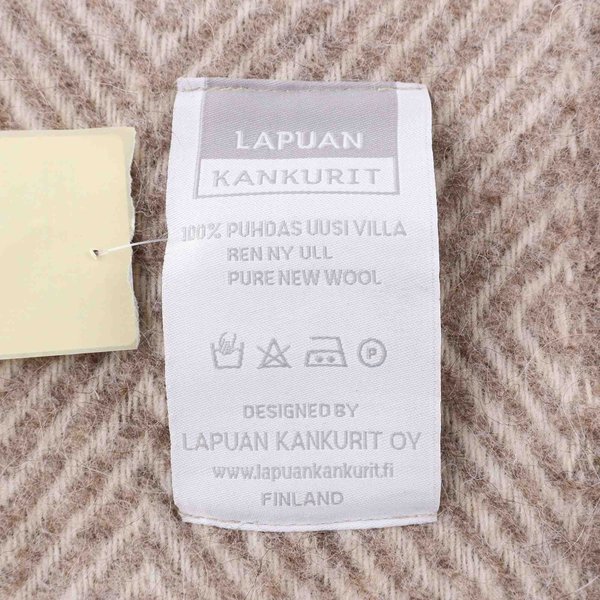 LAPUAN
KANKURIT
100% PUHDAS UUSI VILLA
REN NY ULL
PURE NEW WOOL
P
DESIGNED BY
LAPUAN KANKURIT OY
www.lapuankankurit.fi
FINLAND